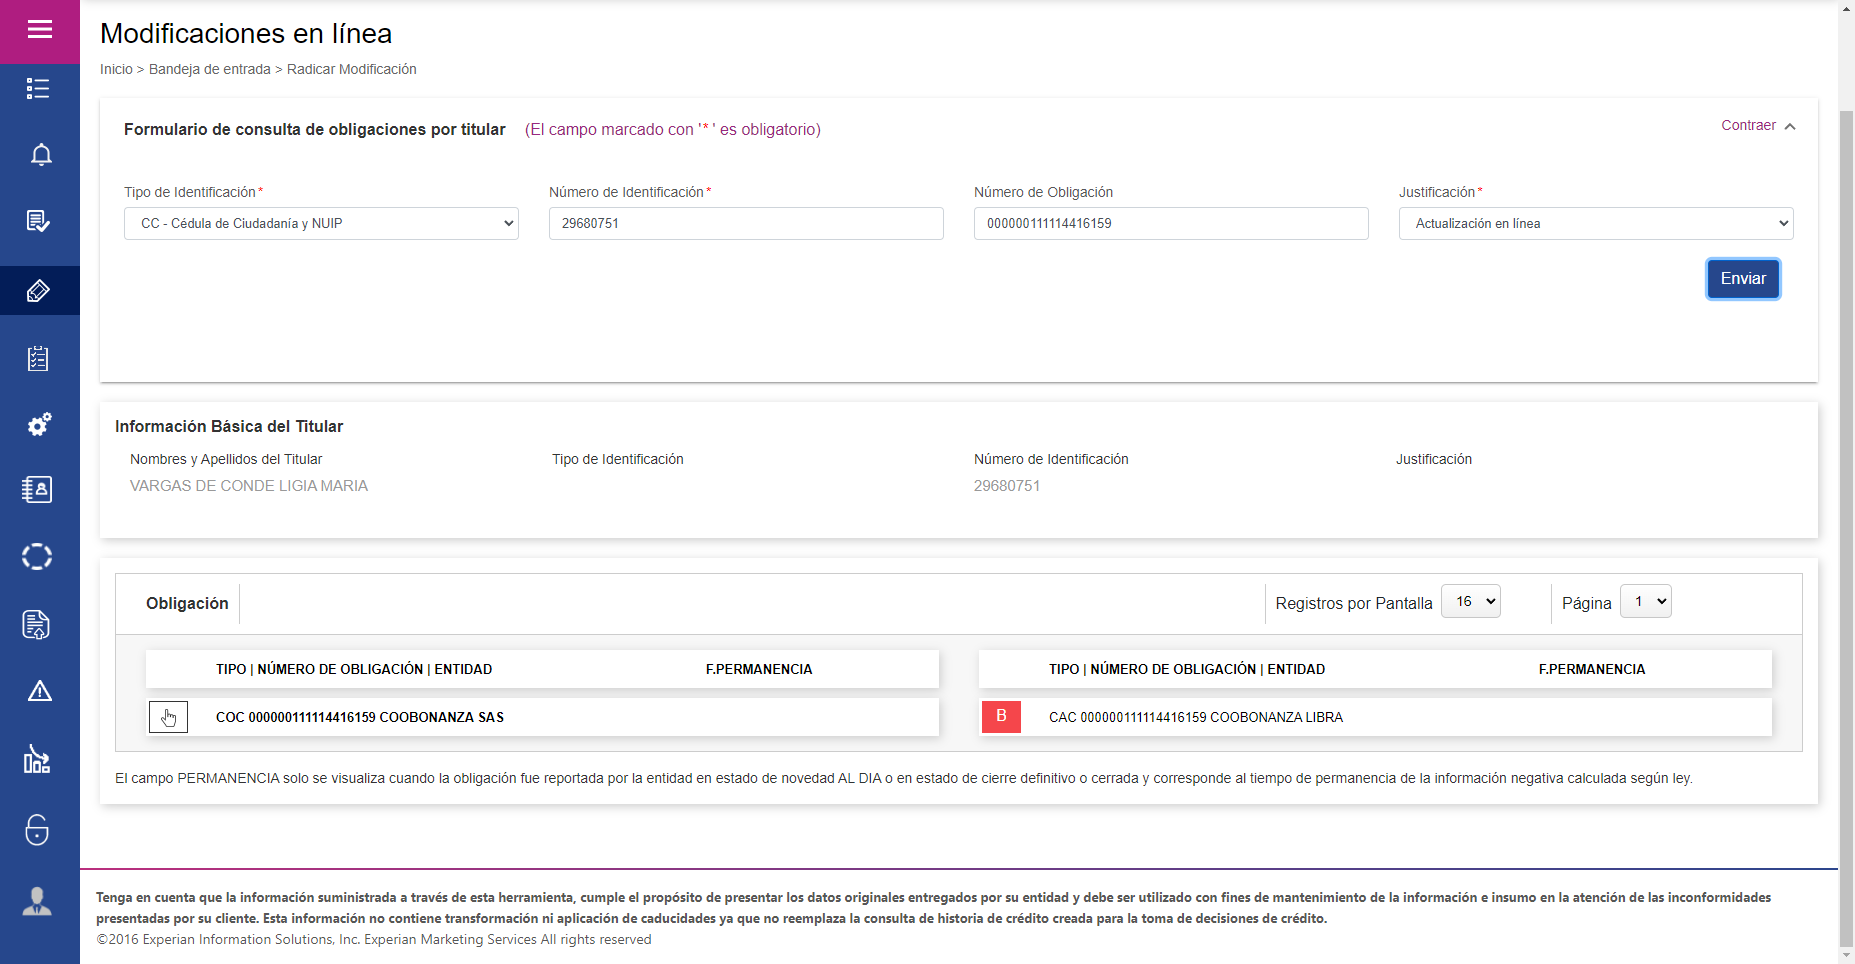 Modificaciones en línea
Inicio > Bandeja de entrada > Radicar Modificación
Formulario de consulta de obligaciones por titular (El campo marcado con '* ' es obligatorio)
Contraer
Tipo de Identificación* Número de Identificación* Número de Obligación Justificación*
CC - Cédula de Ciudadanía y NUIP 29680751 000000111114416159 Actualización en línea
Enviar
Información Básica del Titular
Nombres y Apellidos del Titular Tipo de Identificación Número de Identificación Justificación
VARGAS DE CONDE LIGIA MARIA 29680751
Obligación Registros por Pantalla 16 Página 1
TIPO | NÚMERO DE OBLIGACIÓN | ENTIDAD F.PERMANENCIA TIPO | NÚMERO DE OBLIGACIÓN | ENTIDAD F.PERMANENCIA
COC 000000111114416159 COOBONANZA SAS B CAC 000000111114416159 COOBONANZA LIBRA
El campo PERMANENCIA solo se visualiza cuando la obligación fue reportada por la entidad en estado de novedad AL DIA o en estado de cierre definitivo o cerrada y corresponde al tiempo de permanencia de la información negativa calculada según ley.
Tenga en cuenta que la información suministrada a través de esta herramienta, cumple el propósito de presentar los datos originales entregados por su entidad y debe ser utilizado con fines de mantenimiento de la información e insumo en la atención de las inconformidades
presentadas por su cliente. Esta información no contiene transformación ni aplicación de caducidades ya que no reemplaza la consulta de historia de crédito creada para la toma de decisiones de crédito.
©2016 Experian Information Solutions, Inc. Experian Marketing Services All rights reserved